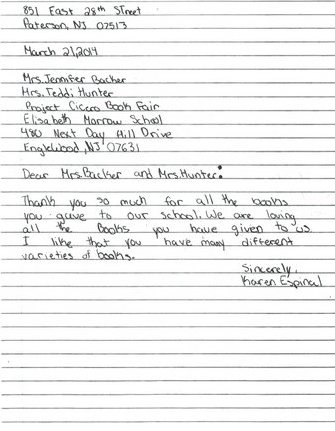 851 East 28th Street
Paterson, NJ 07513
March 21, 2014
Mrs. Jennifer Backer
Mrs. Teddi Hunter
Project Cicero Book Fair
Elisabeth Morrow School
480 Next Day Hill Drive
Englewood, NJ 07631
Dear Mrs. Backer and Mrs. Hunter:
Thank you so much for all the books
you gave to our school. We are loving
all the Books you have given to us.
I like that you have many different
varieties of books.
Sincerely,
Karen Espinal